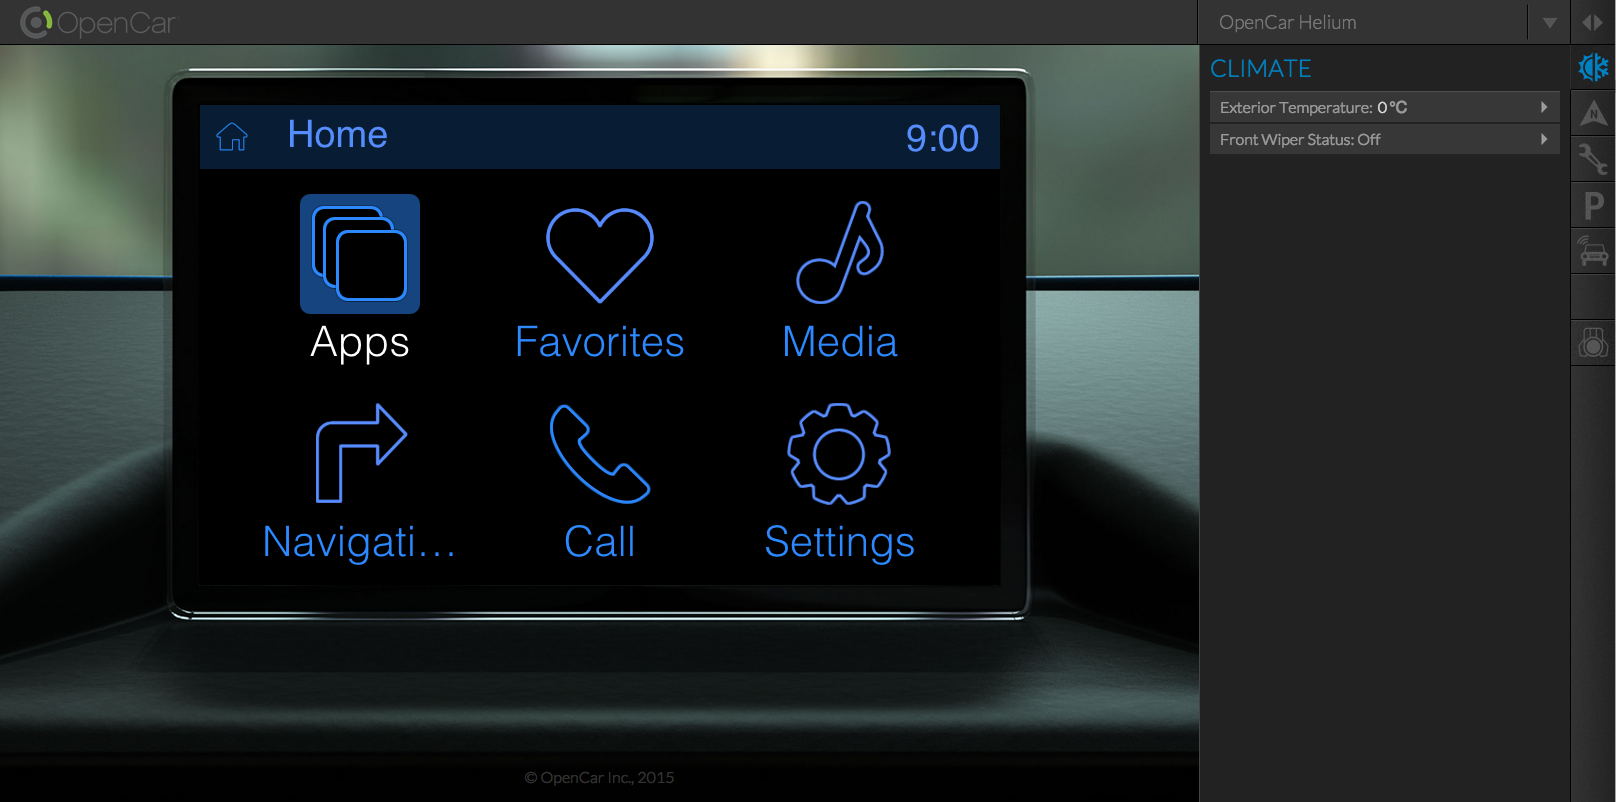 OpenCar
OpenCar Helium
CLIMATE
Exterior Temperature: 0 °C
Front Wiper Status: Off
Home
9:00
Apps
Favorites
Media
Navigati...
Call
Settings
N
P
© OpenCar Inc., 2015